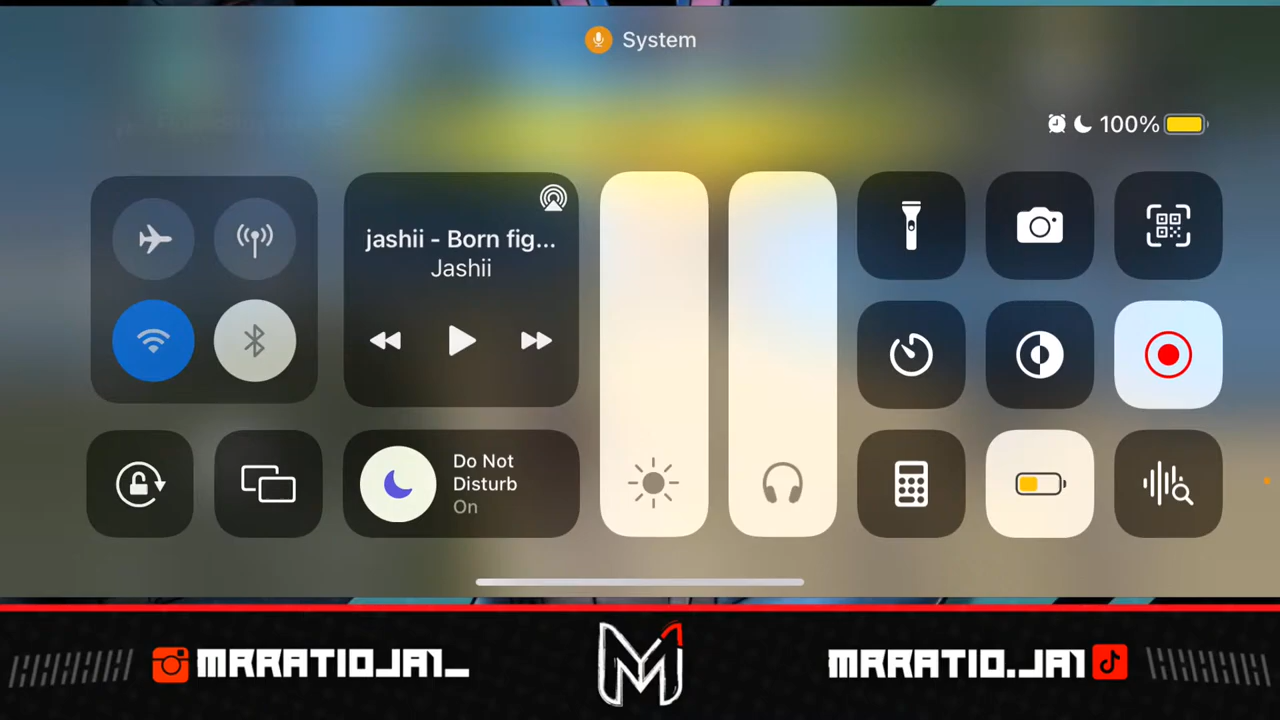 System
100%
jashii - Born fig...
Jashii
Do Not
Disturb
On
MRRATIOJA1_
MRRATIO.JA1